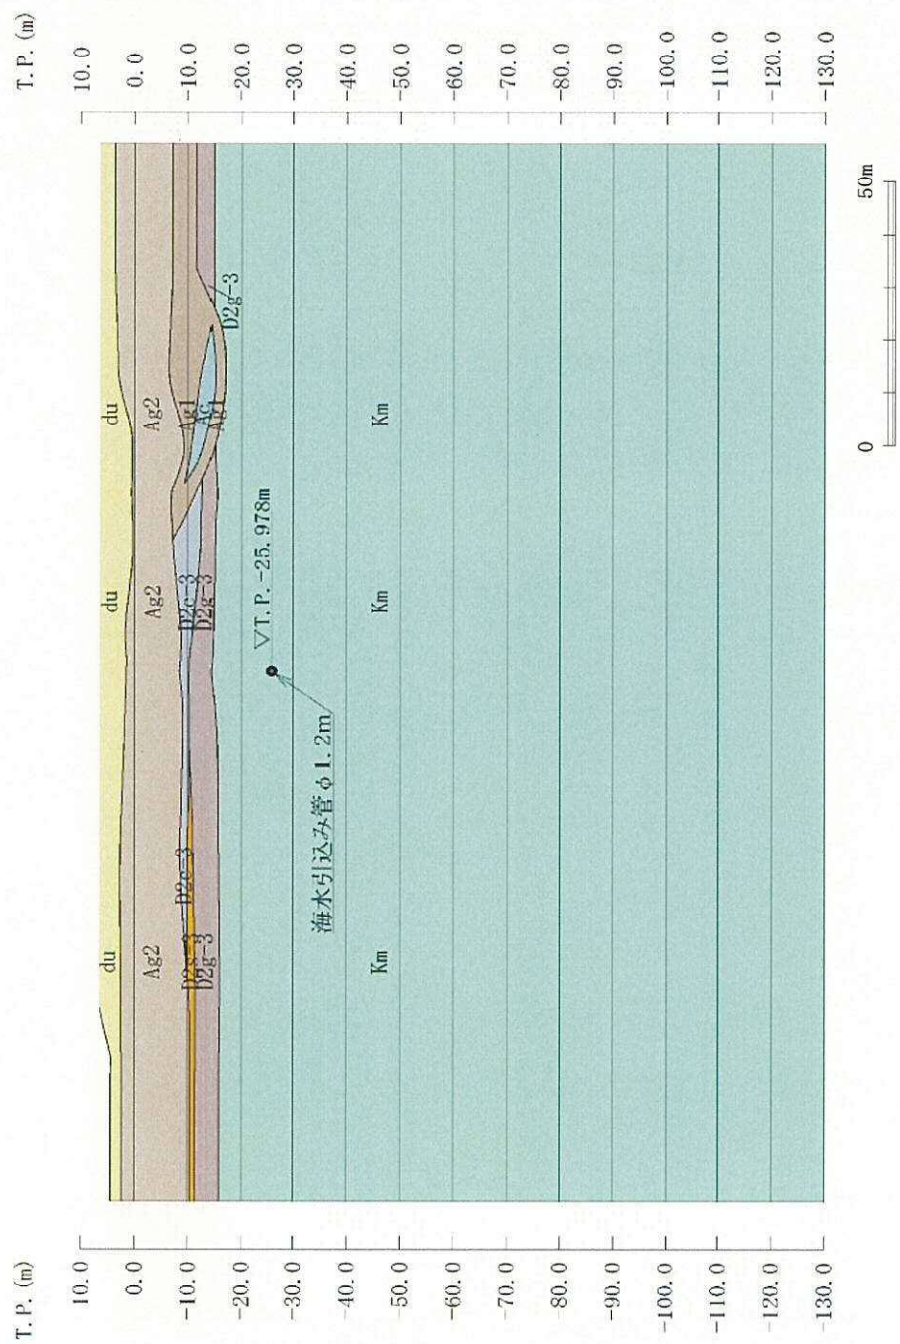 T.P.(m)
10.0
0.0
-10.0
-20.0
-30.0
-40.0
-50.0
-60.0
-70.0
-80.0
-90.0
-100.0
-110.0
-120.0
-130.0
du
du
du
Ag2
Ag2
Ag2
D2c-3
D2s-3
D2g-3
D2c-3
D2g-3
Ag1
Ac
Ag1
D2g-3
▽T.P.-25.978m
海水引込み管φ1.2m
Km
Km
Km
T.P.(m)
10.0
0.0
-10.0
-20.0
-30.0
-40.0
-50.0
-60.0
-70.0
-80.0
-90.0
-100.0
-110.0
-120.0
-130.0
0
50m